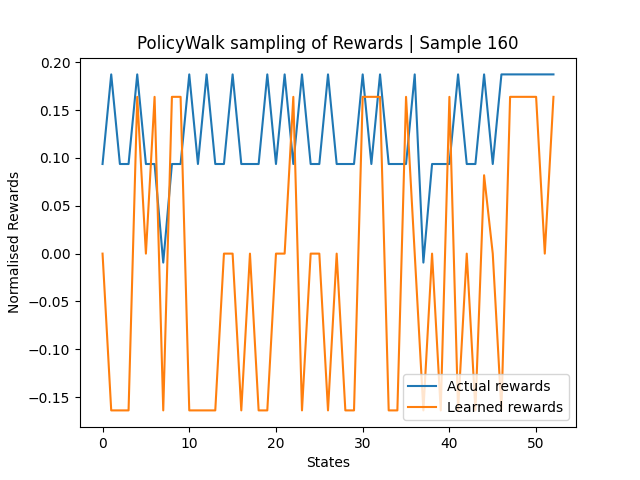 PolicyWalk sampling of Rewards | Sample 160
Normalised Rewards
0.20
0.15
0.10
0.05
0.00
−0.05
−0.10
−0.15
Actual rewards
Learned rewards
0 10 20 30 40 50
States